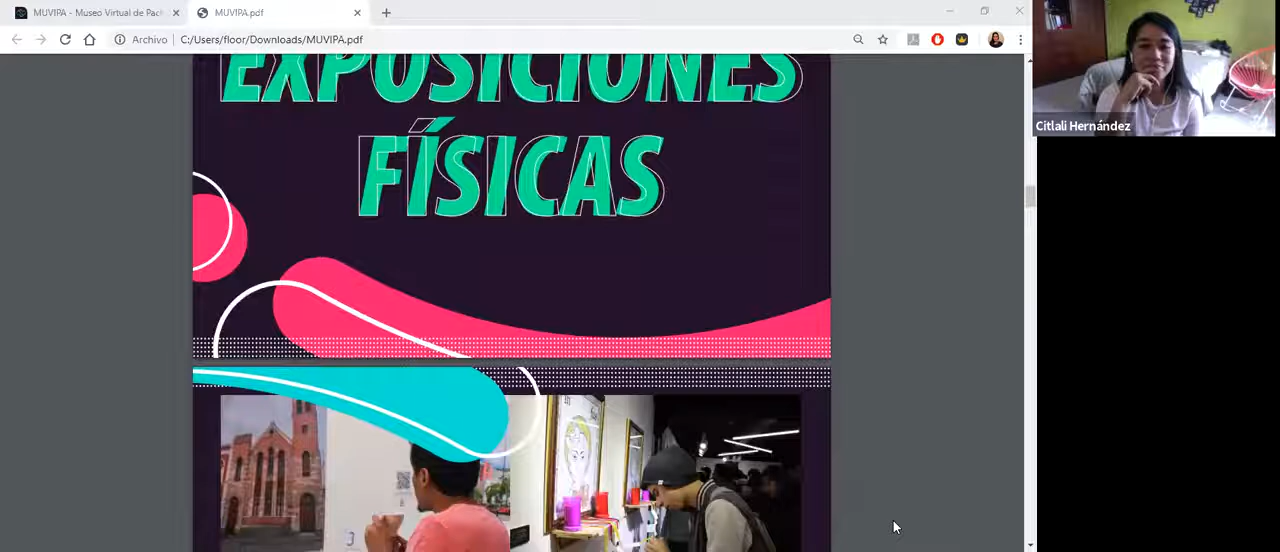 MUVIPA - Museo Virtual de Pach
MUVIPA.pdf
Archivo
C:/Users/floor/Downloads/MUVIPA.pdf
EXPOSICIONES
FÍSICAS
Citlali Hernández